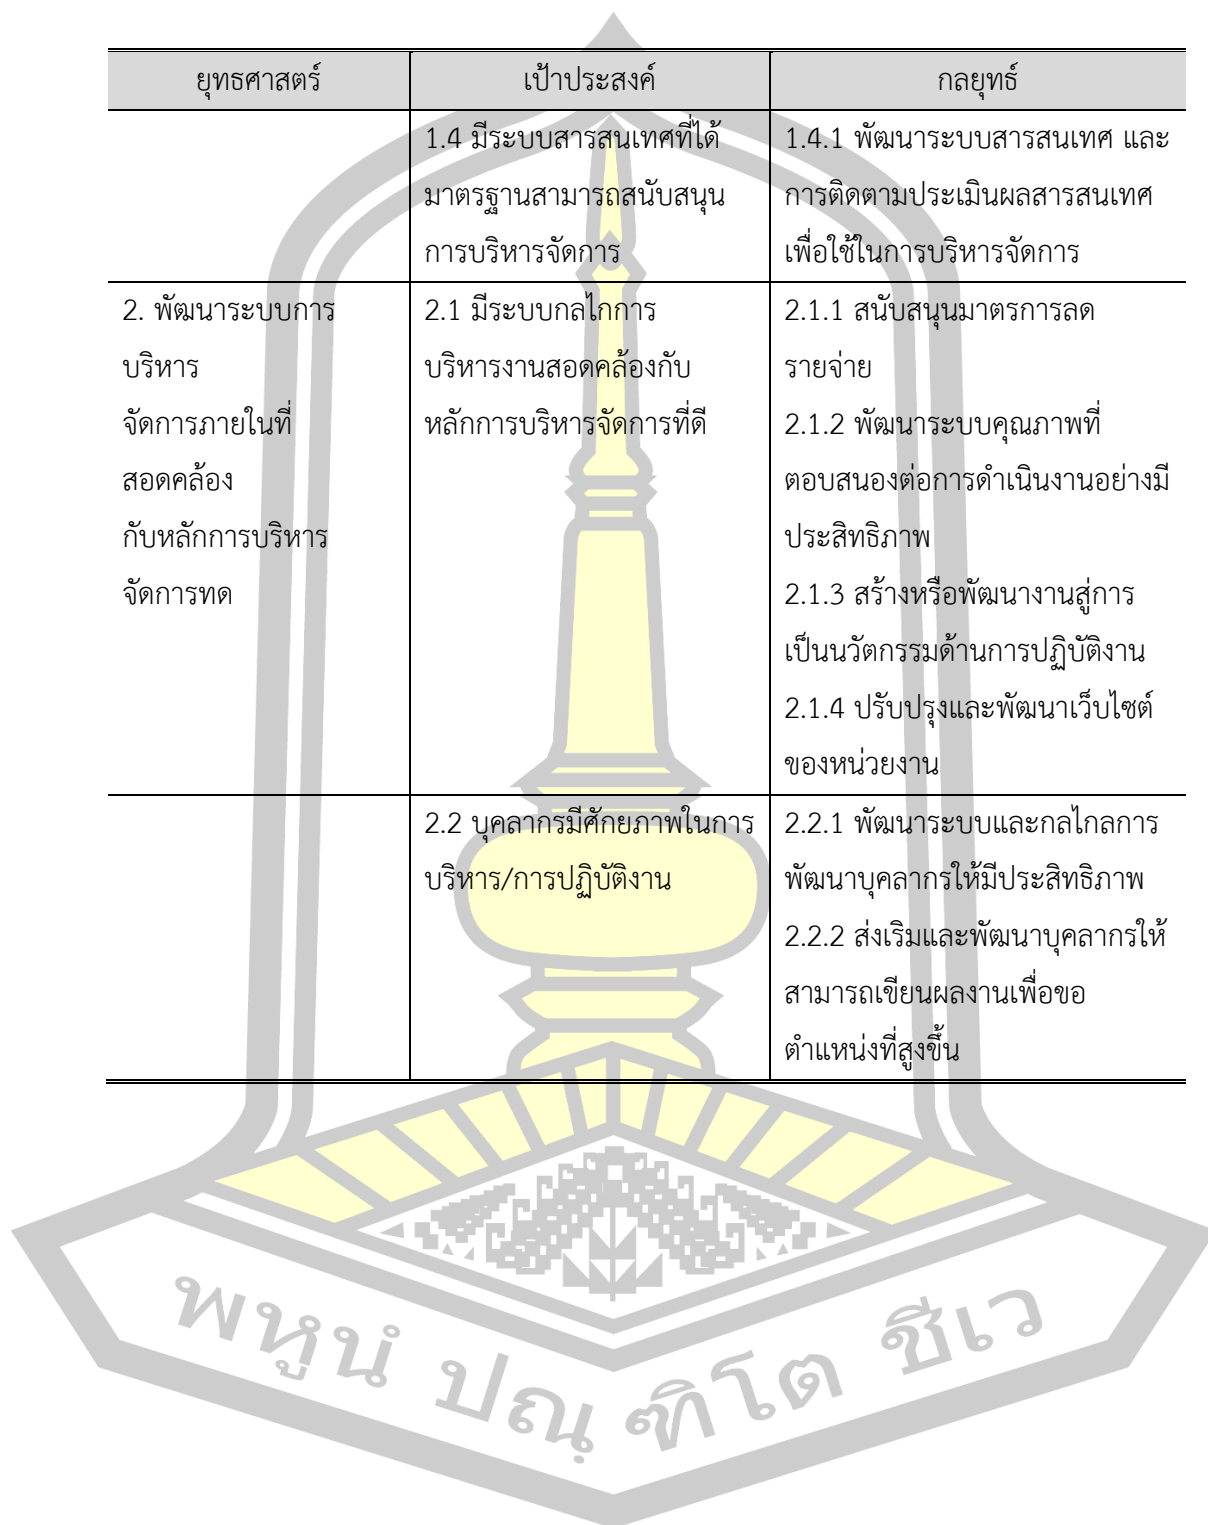 ยุทธศาสตร์ เป้าประสงค์ กลยุทธ์
1.4 มีระบบสารสนเทศที่ได้
มาตรฐานสามารถสนับสนุน
การบริหารจัดการ
1.4.1 พัฒนาระบบสารสนเทศ และ
การติดตามประเมินผลสารสนเทศ
เพื่อใช้ในการบริหารจัดการ
2. พัฒนาระบบการ
บริหาร
จัดการภายในที่
สอดคล้อง
กับหลักการบริหาร
จัดการทด
2.1 มีระบบกลไกการ
บริหารงานสอดคล้องกับ
หลักการบริหารจัดการที่ดี
2.1.1 สนับสนุนมาตรการลด
รายจ่าย
2.1.2 พัฒนาระบบคุณภาพที่
ตอบสนองต่อการดำเนินงานอย่างมี
ประสิทธิภาพ
2.1.3 สร้างหรือพัฒนางานสู่การ
เป็นนวัตกรรมด้านการปฏิบัติงาน
2.1.4 ปรับปรุงและพัฒนาเว็บไซต์
ของหน่วยงาน
2.2 บุคลากรมีศักยภาพในการ
บริหาร/การปฏิบัติงาน
2.2.1 พัฒนาระบบและกลไกลการ
พัฒนาบุคลากรให้มีประสิทธิภาพ
2.2.2 ส่งเริมและพัฒนาบุคลากรให้
สามารถเขียนผลงานเพื่อขอ
ตำแหน่งที่สูงขึ้น
พหูนํ ปณฺ ฑิโต ชีเว